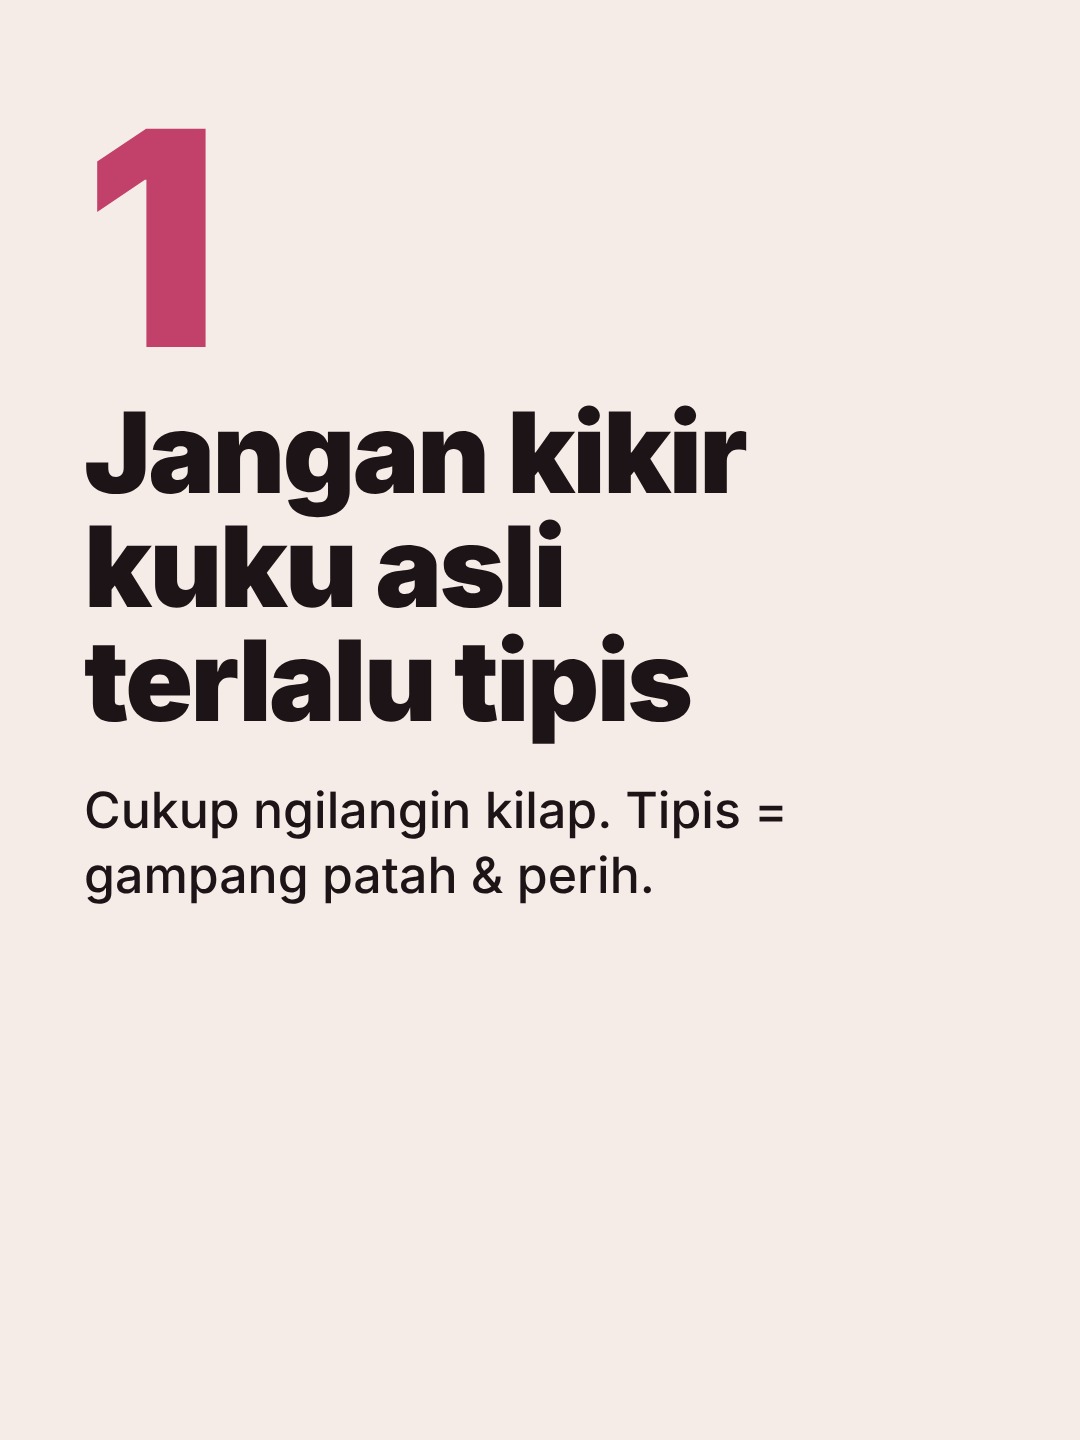 1
Jangan kikir
kuku asli
terlalu tipis
Cukup ngilangin kilap. Tipis =
gampang patah & perih.